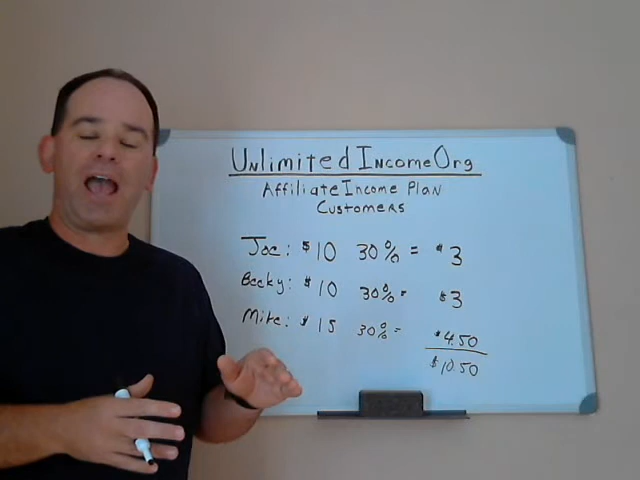 UnlimitedIncomeOrg
Affiliate Income Plan
Customers
Joe: $10 30% = $3
Becky: $10 30% = $3
Mike: $15 30% = $4.50
$10.50